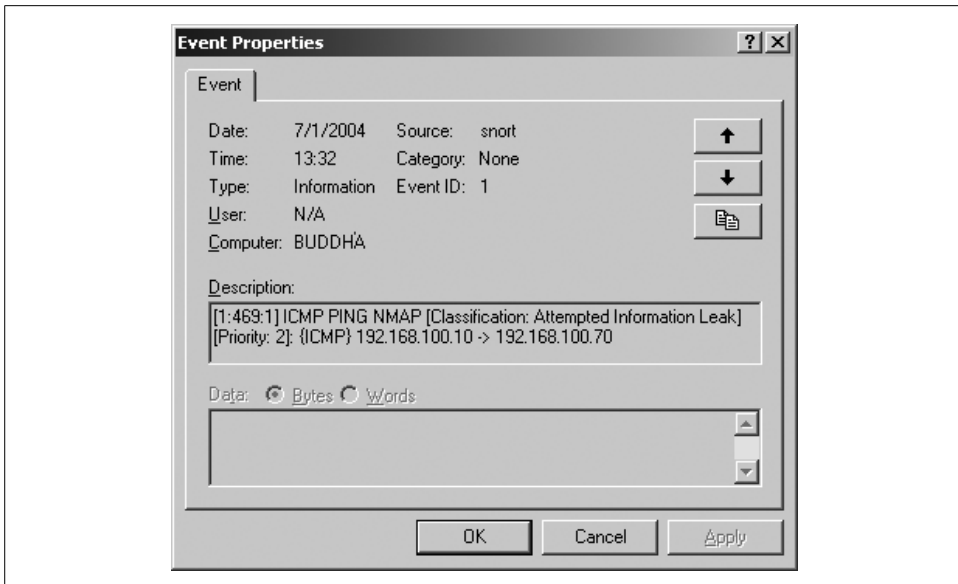 Event Properties
Event
Date: 7/1/2004 Source: snort
Time: 13:32 Category: None
Type: Information Event ID: 1
User: N/A
Computer: BUDDHA
Description:
[1:469:1] ICMP PING NMAP [Classification: Attempted Information Leak]
[Priority: 2]: {ICMP} 192.168.100.10 -> 192.168.100.70
Data: Bytes Words
OK Cancel Apply